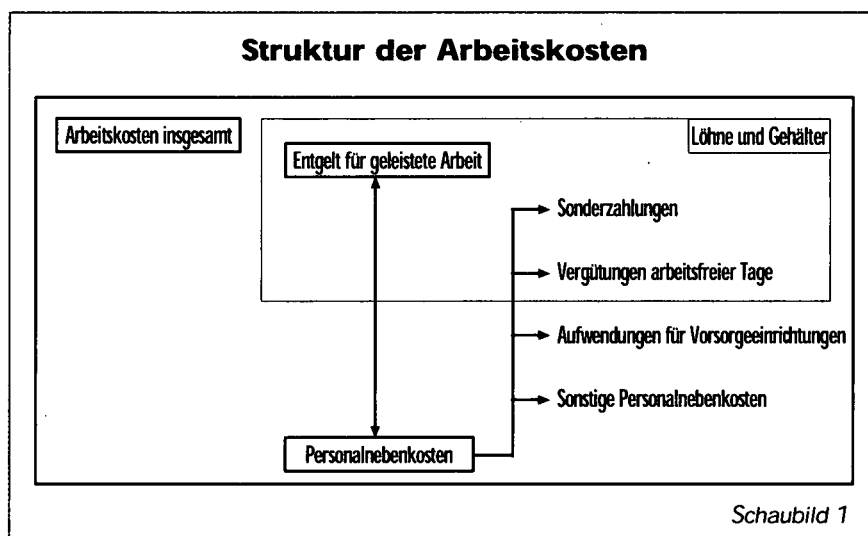 Struktur der Arbeitskosten
Arbeitskosten insgesamt
Löhne und Gehälter
Entgelt für geleistete Arbeit
Sonderzahlungen
Vergütungen arbeitsfreier Tage
Aufwendungen für Vorsorgeeinrichtungen
Sonstige Personalnebenkosten
Personalnebenkosten
Schaubild 1